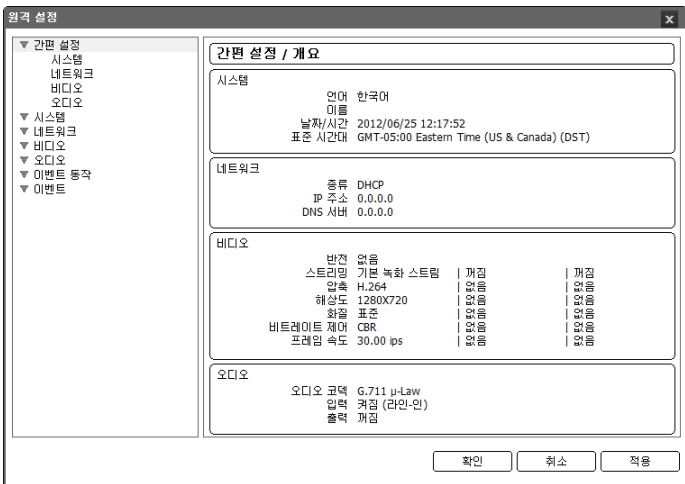 원격 설정
x
간편 설정
시스템
네트워크
비디오
오디오
시스템
네트워크
비디오
오디오
이벤트 동작
이벤트
간편 설정 / 개요
시스템
언어 한국어
이름
날짜/시간 2012/06/25 12:17:52
표준 시간대 GMT-05:00 Eastern Time (US & Canada) (DST)
네트워크
종류 DHCP
IP 주소 0.0.0.0
DNS 서버 0.0.0.0
비디오
반전 없음
스트리밍 기본 녹화 스트림 | 꺼짐 | 꺼짐
압축 H.264 | 없음 | 없음
해상도 1280X720 | 없음 | 없음
화질 표준 | 없음 | 없음
비트레이트 제어 CBR | 없음 | 없음
프레임 속도 30.00 ips | 없음 | 없음
오디오
오디오 코덱 G.711 μ-Law
입력 켜짐 (라인-인)
출력 꺼짐
확인 취소 적용